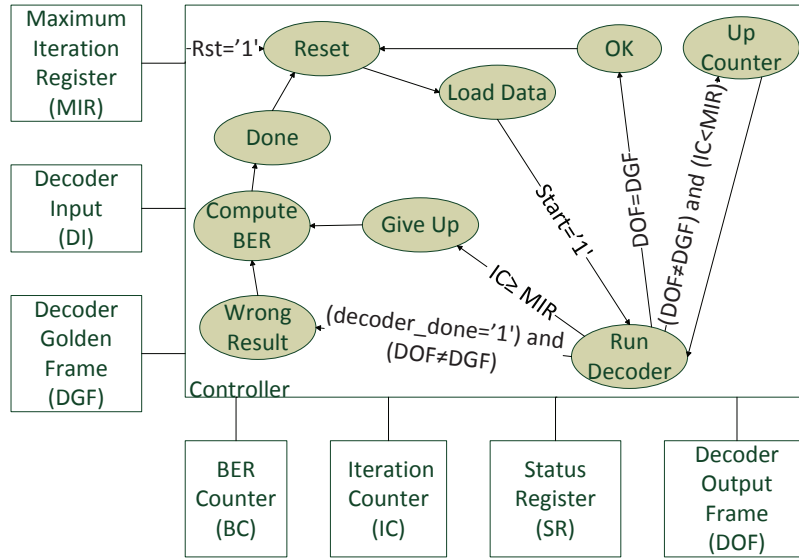 Maximum
Iteration
Register
(MIR)
Decoder
Input
(DI)
Decoder
Golden
Frame
(DGF)
Rst='1'
Reset
OK
Up
Counter
Load Data
Done
Compute
BER
Give Up
Wrong
Result
Run
Decoder
Start='1'
DOF=DGF
(DOF≠DGF) and (IC<MIR)
IC≥ MIR
(decoder_done='1') and
(DOF≠DGF)
Controller
BER
Counter
(BC)
Iteration
Counter
(IC)
Status
Register
(SR)
Decoder
Output
Frame
(DOF)